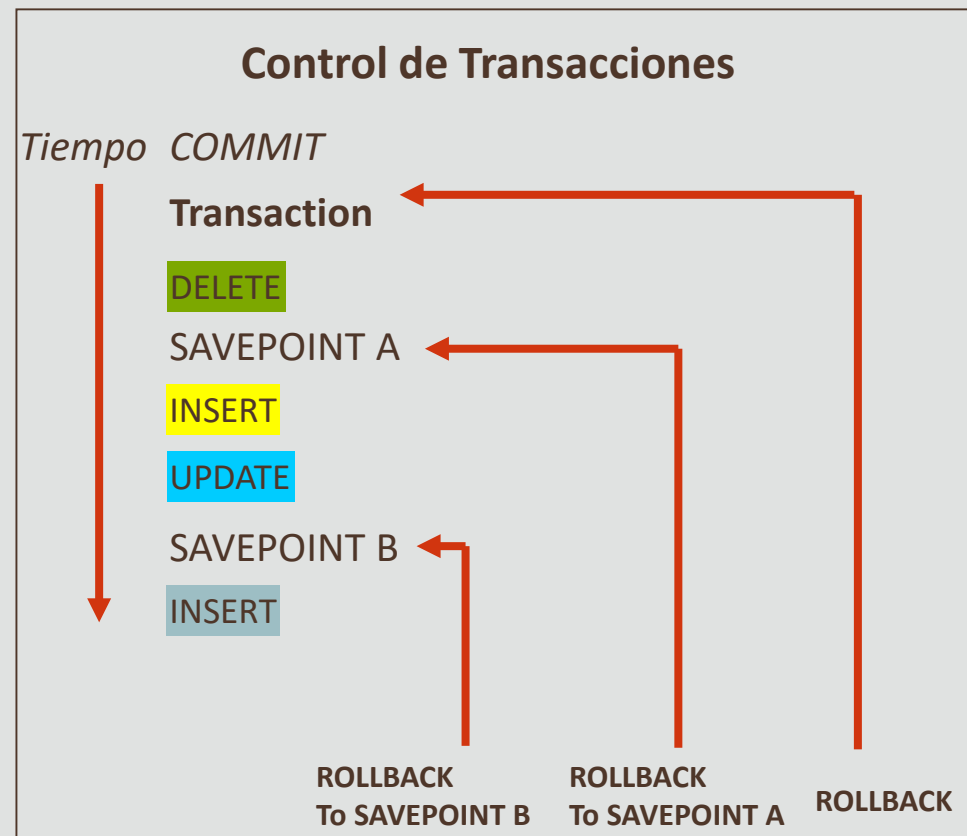 Control de Transacciones
Tiempo COMMIT
Transaction
DELETE
SAVEPOINT A
INSERT
UPDATE
SAVEPOINT B
INSERT
ROLLBACK
To SAVEPOINT B
ROLLBACK
To SAVEPOINT A
ROLLBACK